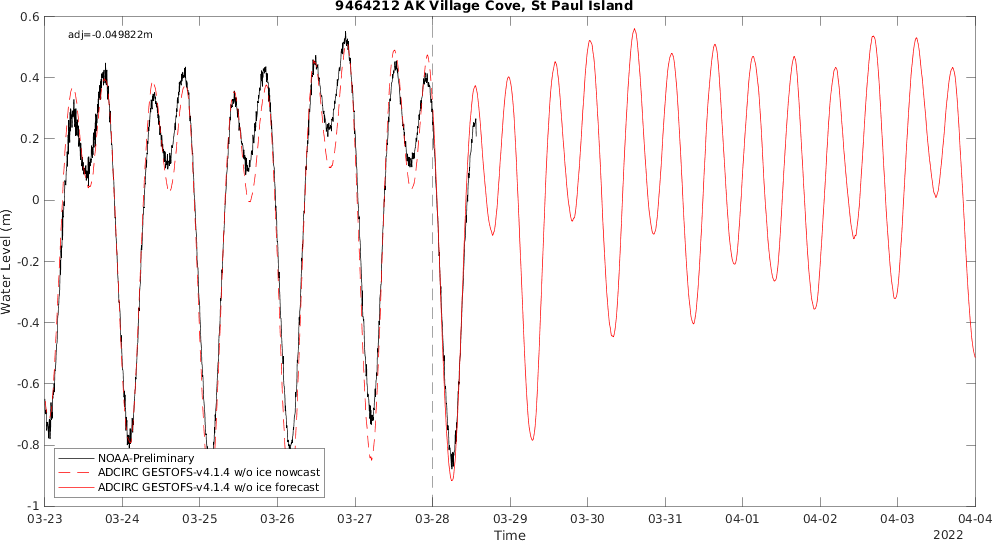 9464212 AK Village Cove, St Paul Island
adj=-0.049822m
0.6
0.4
0.2
0
-0.2
-0.4
-0.6
-0.8
-1
Water Level (m)
NOAA-Preliminary
ADCIRC GESTOFS-v4.1.4 w/o ice nowcast
ADCIRC GESTOFS-v4.1.4 w/o ice forecast
03-23 03-24 03-25 03-26 03-27 03-28 03-29 03-30 03-31 04-01 04-02 04-03 04-04
Time
2022